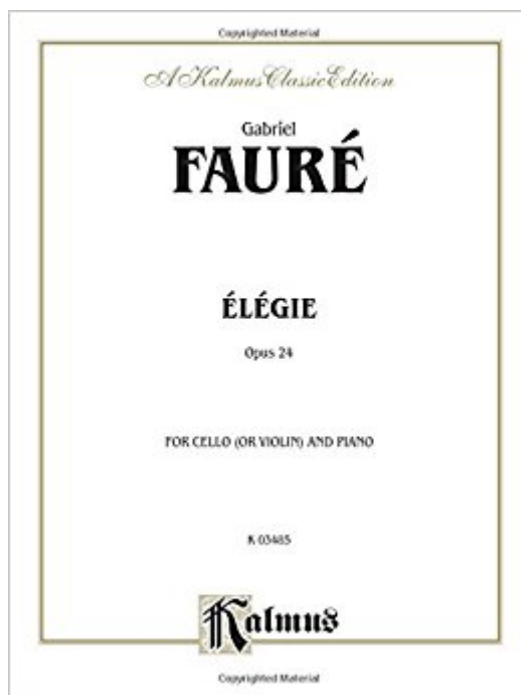 Copyrighted Material
A Kalmus Classic Edition
Gabriel
FAURÉ
ÉLÉGIE
Opus 24
FOR CELLO (OR VIOLIN) AND PIANO
K 03485
Kalmus
Copyrighted Material